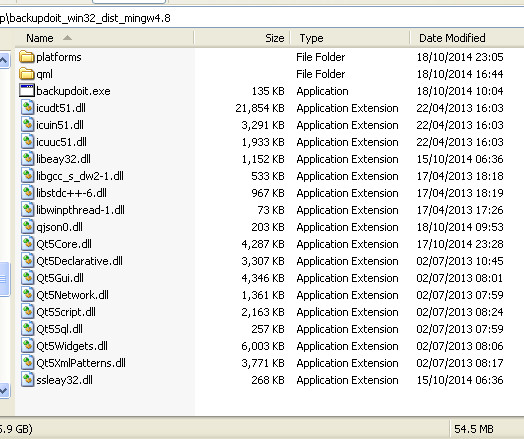 p\backupdoit_win32_dist_mingw4.8
Name Size Type Date Modified
platforms File Folder 18/10/2014 23:05
qml File Folder 18/10/2014 16:44
backupdoit.exe 135 KB Application 18/10/2014 10:04
icudt51.dll 21,854 KB Application Extension 22/04/2013 16:03
icuin51.dll 3,291 KB Application Extension 22/04/2013 16:03
icuuc51.dll 1,933 KB Application Extension 22/04/2013 16:03
libeay32.dll 1,152 KB Application Extension 15/10/2014 06:36
libgcc_s_dw2-1.dll 533 KB Application Extension 17/04/2013 18:18
libstdc++-6.dll 967 KB Application Extension 17/04/2013 18:19
libwinpthread-1.dll 73 KB Application Extension 17/04/2013 17:26
qjson0.dll 203 KB Application Extension 18/10/2014 09:53
Qt5Core.dll 4,287 KB Application Extension 17/10/2014 23:28
Qt5Declarative.dll 3,307 KB Application Extension 02/07/2013 10:45
Qt5Gui.dll 4,346 KB Application Extension 02/07/2013 08:01
Qt5Network.dll 1,361 KB Application Extension 02/07/2013 07:59
Qt5Script.dll 2,163 KB Application Extension 02/07/2013 08:24
Qt5Sql.dll 257 KB Application Extension 02/07/2013 07:59
Qt5Widgets.dll 6,003 KB Application Extension 02/07/2013 08:06
Qt5XmlPatterns.dll 3,771 KB Application Extension 02/07/2013 08:17
ssleay32.dll 268 KB Application Extension 15/10/2014 06:36
5.9 GB) 54.5 MB